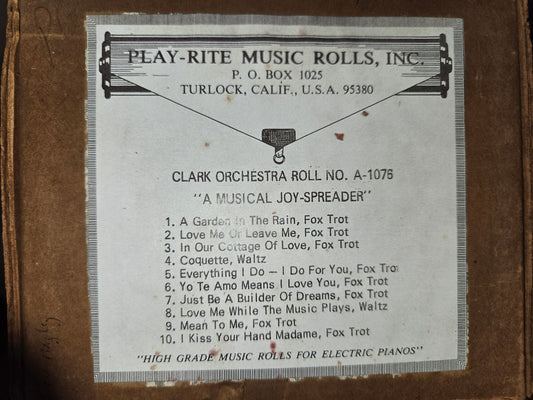 PLAY-RITE MUSIC ROLLS, INC.
P. O. BOX 1025
TURLOCK, CALIF., U.S.A. 95380
CLARK ORCHESTRA ROLL NO. A-1076
"A MUSICAL JOY-SPREADER"
1. A Garden In The Rain, Fox Trot
2. Love Me Or Leave Me, Fox Trot
3. In Our Cottage Of Love, Fox Trot
4. Coquette, Waltz
5. Everything I Do — I Do For You, Fox Trot
6. Yo Te Amo Means I Love You, Fox Trot
7. Just Be A Builder Of Dreams, Fox Trot
8. Love Me While The Music Plays, Waltz
9. Mean To Me, Fox Trot
10. I Kiss Your Hand Madame, Fox Trot
"HIGH GRADE MUSIC ROLLS FOR ELECTRIC PIANOS"